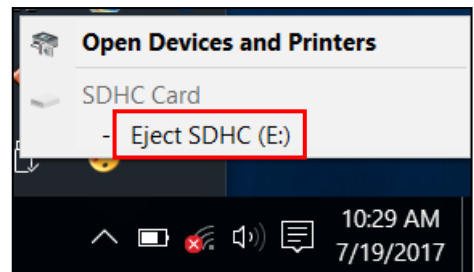 Open Devices and Printers
SDHC Card
- Eject SDHC (E:)
10:29 AM
7/19/2017